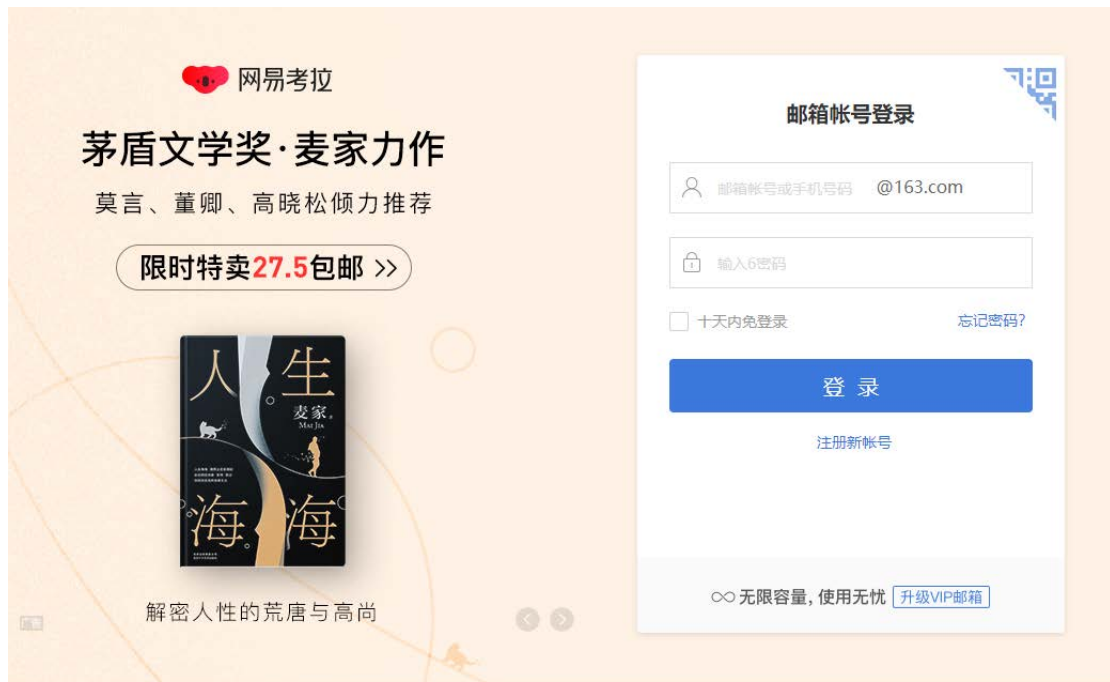 网易考拉
茅盾文学奖·麦家力作
莫言、董卿、高晓松倾力推荐
限时特卖27.5包邮 >>
人生
麦家
MAI JIA
海海
解密人性的荒唐与高尚
广告
邮箱帐号登录
邮箱帐号或手机号码 @163.com
输入6密码
十天内免登录 忘记密码?
登 录
注册新帐号
无限容量, 使用无忧 升级VIP邮箱